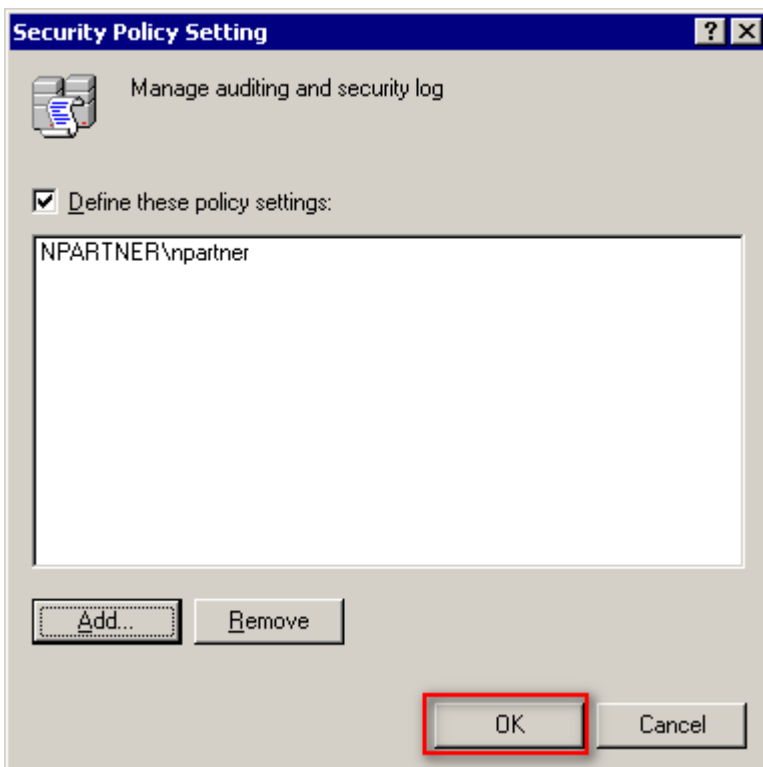 Security Policy Setting
Manage auditing and security log
Define these policy settings:
NPARTNER\npartner
Add... Remove
OK Cancel